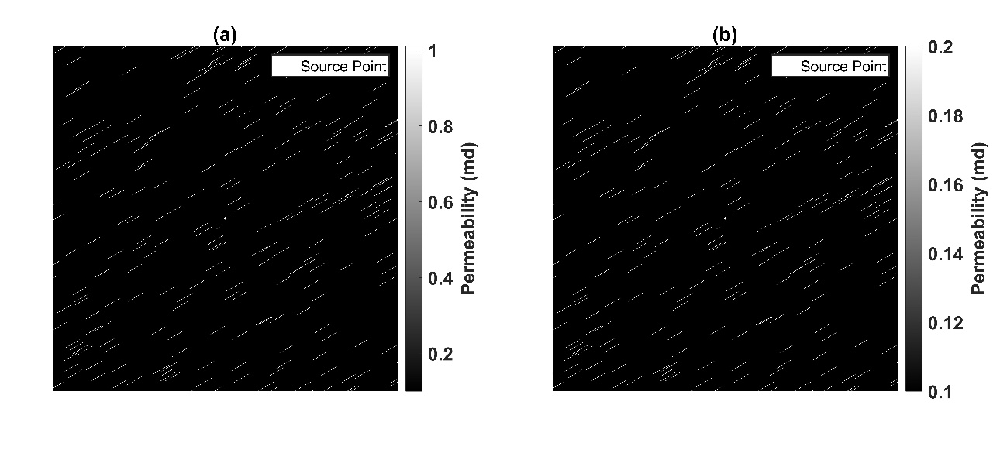 (a)
Source Point
1
0.8
0.6
0.4
0.2
Permeability (md)
(b)
Source Point
0.2
0.18
0.16
0.14
0.12
0.1
Permeability (md)